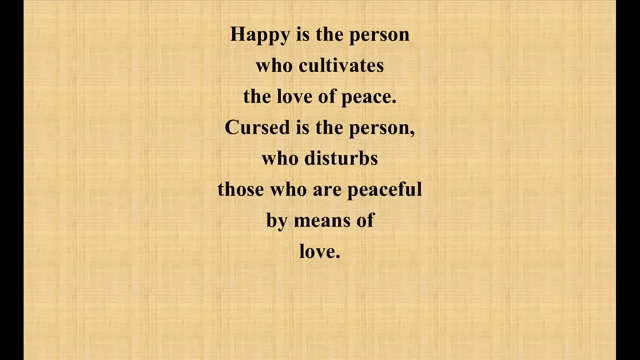 Happy is the person
who cultivates
the love of peace.
Cursed is the person,
who disturbs
those who are peaceful
by means of
love.